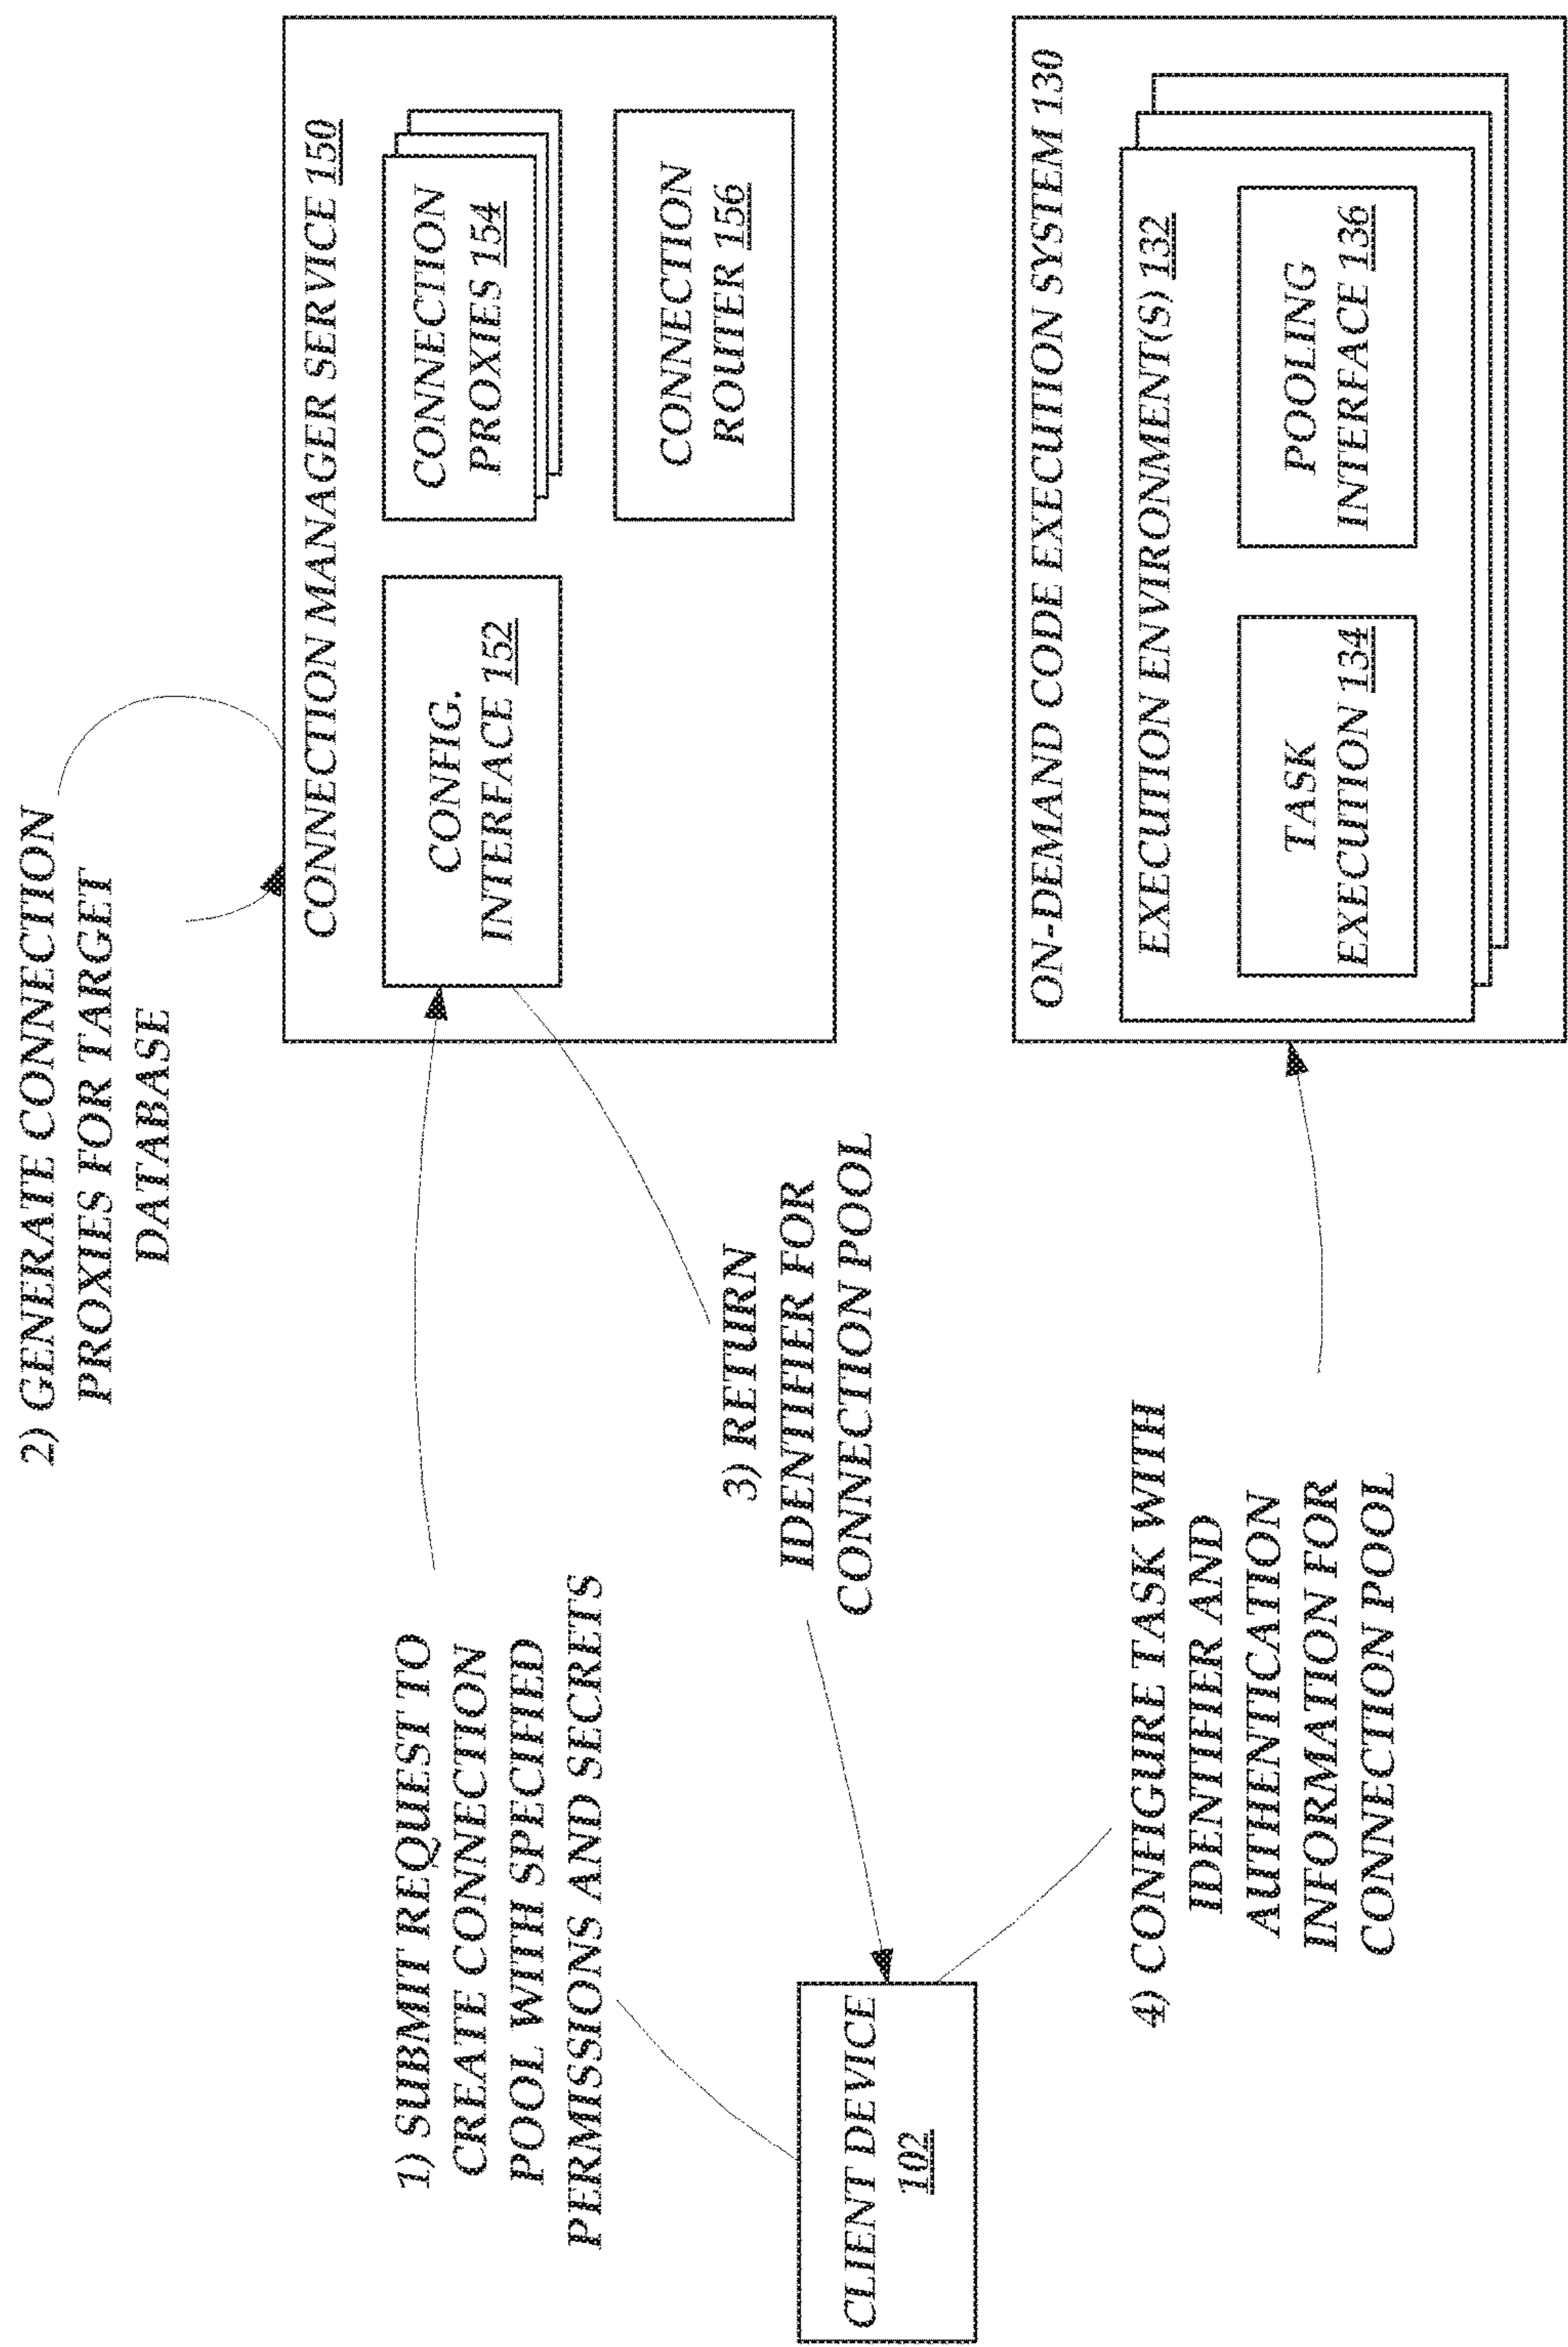 2) GENERATE CONNECTION
PROXIES FOR TARGET
DATABASE
CONNECTION MANAGER SERVICE 150
CONFIG.
INTERFACE 152
CONNECTION
PROXIES 154
CONNECTION
ROUTER 156
1) SUBMIT REQUEST TO
CREATE CONNECTION
POOL WITH SPECIFIED
PERMISSIONS AND SECRETS
3) RETURN
IDENTIFIER FOR
CONNECTION POOL
CLIENT DEVICE
102
4) CONFIGURE TASK WITH
IDENTIFIER AND
AUTHENTICATION
INFORMATION FOR
CONNECTION POOL
ON-DEMAND CODE EXECUTION SYSTEM 130
EXECUTION ENVIRONMENT(S) 132
TASK
EXECUTION 134
POOLING
INTERFACE 136